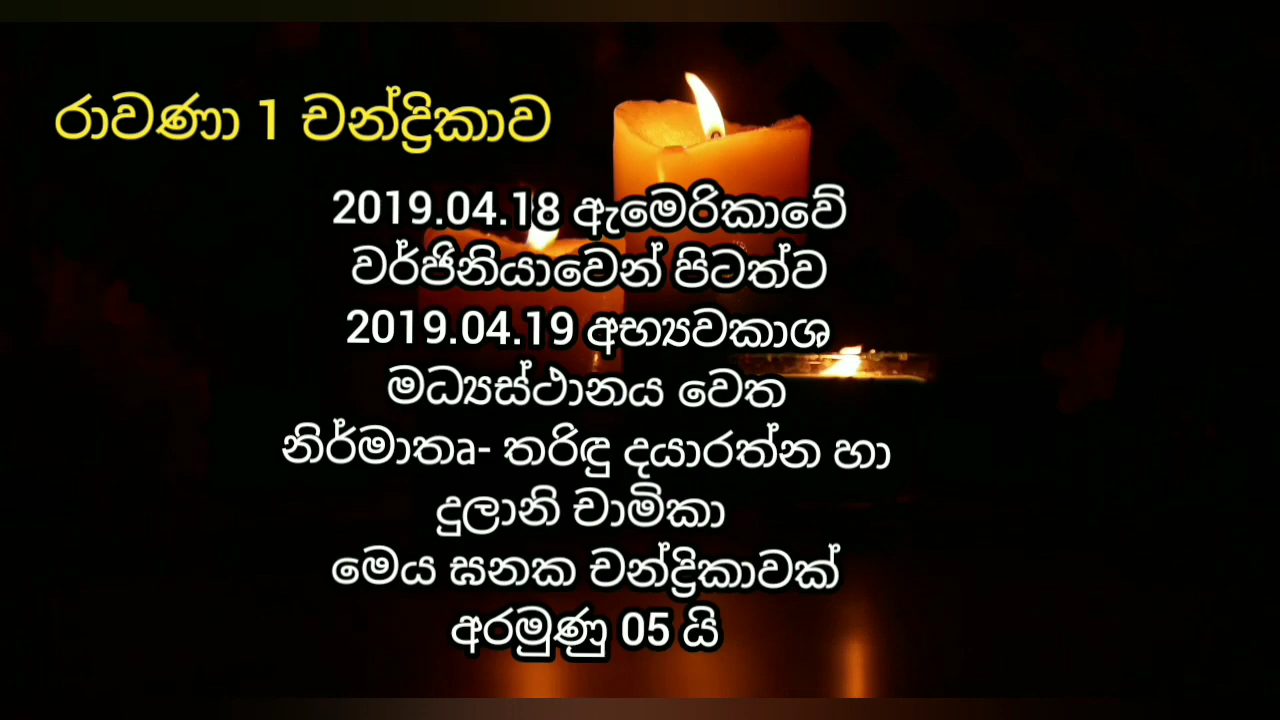 රාවණා 1 චන්ද්‍රිකාව
2019.04.18 ඇමෙරිකාවේ
වර්ජිනියාවෙන් පිටත්ව
2019.04.19 අභ්‍යවකාශ
මධ්‍යස්ථානය වෙත
නිර්මාතෘ- තරිඳු දයාරත්න හා
දුලානි චාමිකා
මෙය ඝනක චන්ද්‍රිකාවක්
අරමුණු 05 යි